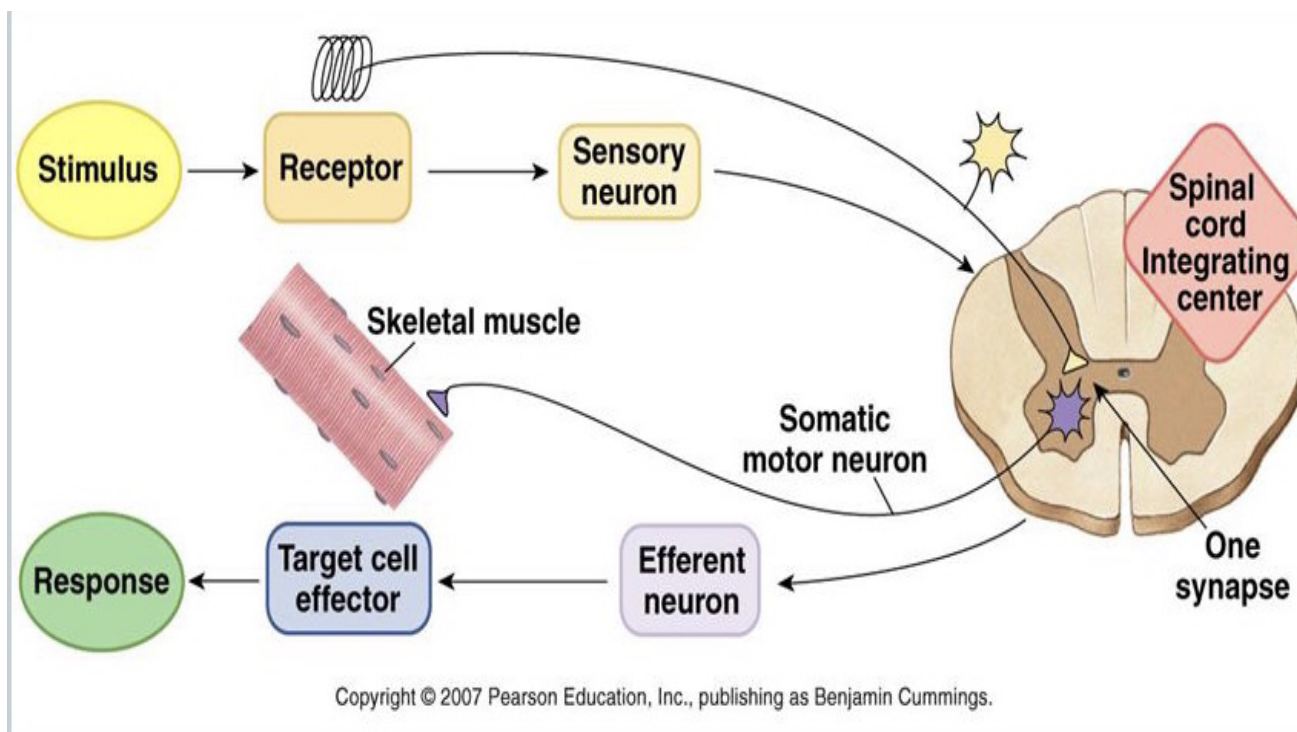 Stimulus
Receptor
Sensory
neuron
Spinal
cord
Integrating
center
Skeletal muscle
Somatic
motor neuron
One
synapse
Response
Target cell
effector
Efferent
neuron
Copyright © 2007 Pearson Education, Inc., publishing as Benjamin Cummings.